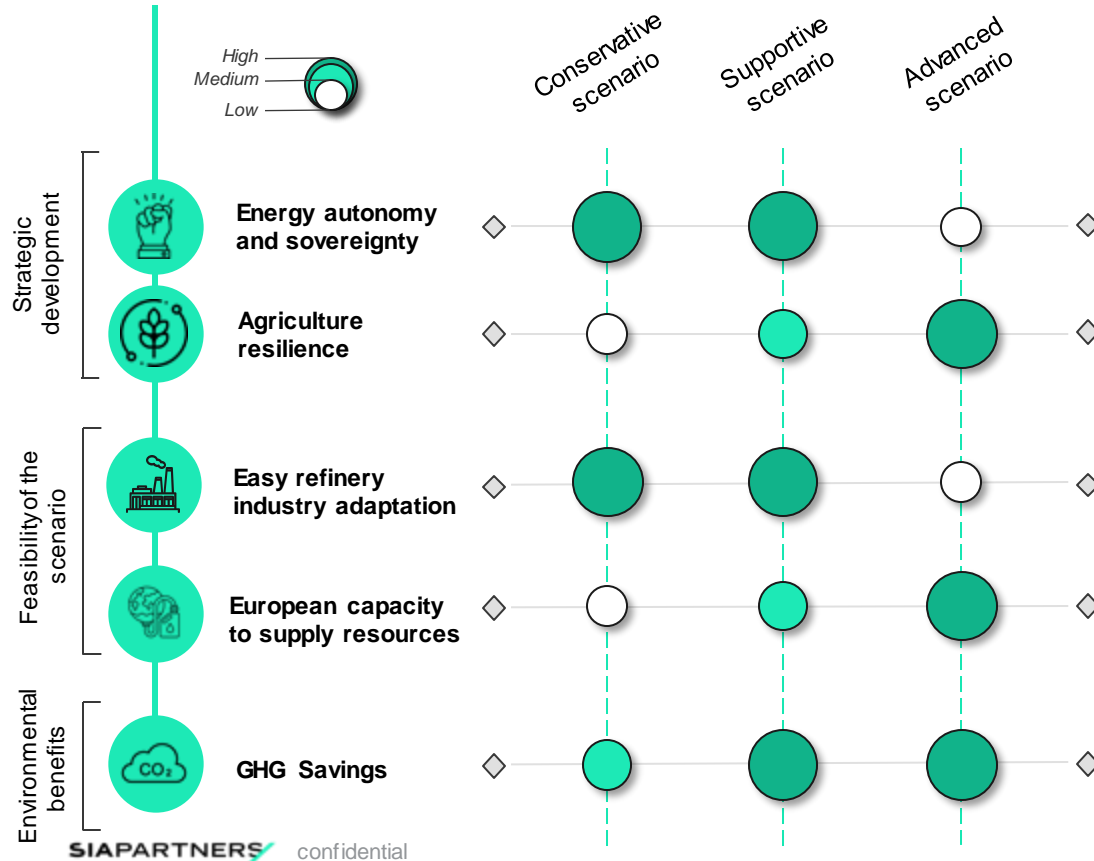 High
Medium
Low
Conservative
scenario
Supportive
scenario
Advanced
scenario
Strategic
development
Energy autonomy
and sovereignty
Agriculture
resilience
Feasibility of the
scenario
Easy refinery
industry adaptation
European capacity
to supply resources
Environmental
benefits
CO₂
GHG Savings
SIAPARTNERS confidential